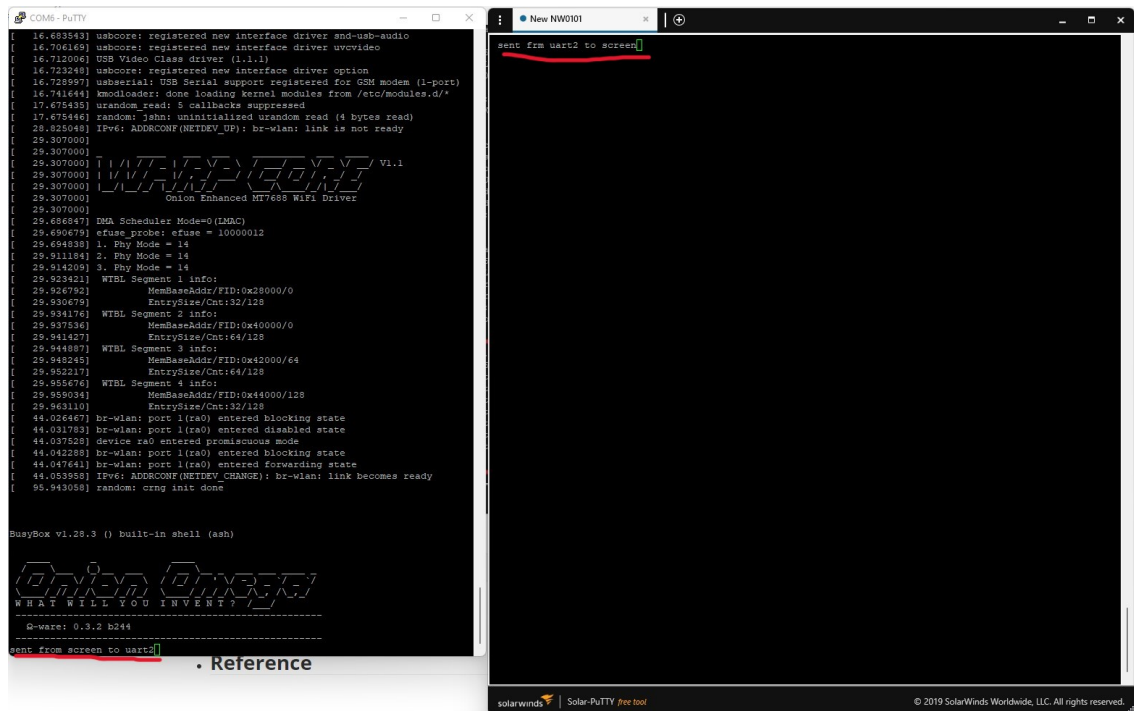 COM6 - PuTTY
[   16.683543] usbcore: registered new interface driver snd-usb-audio
[   16.706169] usbcore: registered new interface driver uvcvideo
[   16.712006] USB Video Class driver (1.1.1)
[   16.723248] usbcore: registered new interface driver option
[   16.728997] usbserial: USB Serial support registered for GSM modem (1-port)
[   16.741644] kmodloader: done loading kernel modules from /etc/modules.d/*
[   17.675435] urandom_read: 5 callbacks suppressed
[   17.675446] random: jshn: uninitialized urandom read (4 bytes read)
[   28.825048] IPv6: ADDRCONF(NETDEV_UP): br-wlan: link is not ready
[   29.307000]
[   29.307000]
[   29.307000] WARP CORE V1.1
[   29.307000]
[   29.307000]
[   29.307000] Onion Enhanced MT7688 WiFi Driver
[   29.307000]
[   29.686847] DMA Scheduler Mode=0(LMAC)
[   29.690679] efuse_probe: efuse = 10000012
[   29.694838] 1. Phy Mode = 14
[   29.911184] 2. Phy Mode = 14
[   29.914209] 3. Phy Mode = 14
[   29.923421]  WTBL Segment 1 info:
[   29.926792]          MemBaseAddr/FID:0x28000/0
[   29.930679]          EntrySize/Cnt:32/128
[   29.934176]  WTBL Segment 2 info:
[   29.937536]          MemBaseAddr/FID:0x40000/0
[   29.941427]          EntrySize/Cnt:64/128
[   29.944887]  WTBL Segment 3 info:
[   29.948245]          MemBaseAddr/FID:0x42000/64
[   29.952217]          EntrySize/Cnt:64/128
[   29.955676]  WTBL Segment 4 info:
[   29.959034]          MemBaseAddr/FID:0x44000/128
[   29.963110]          EntrySize/Cnt:32/128
[   44.026467] br-wlan: port 1(ra0) entered blocking state
[   44.031783] br-wlan: port 1(ra0) entered disabled state
[   44.037528] device ra0 entered promiscuous mode
[   44.042288] br-wlan: port 1(ra0) entered blocking state
[   44.047641] br-wlan: port 1(ra0) entered forwarding state
[   44.053958] IPv6: ADDRCONF(NETDEV_CHANGE): br-wlan: link becomes ready
[   95.943058] random: crng init done
BusyBox v1.28.3 () built-in shell (ash)
Onion Omega
W H A T  W I L L  Y O U  I N V E N T ?
Ω-ware: 0.3.2 b244
sent from screen to uart2
• Reference
New NW0101
sent frm uart2 to screen
solarwinds | Solar-PuTTY free tool
© 2019 SolarWinds Worldwide, LLC. All rights reserved.